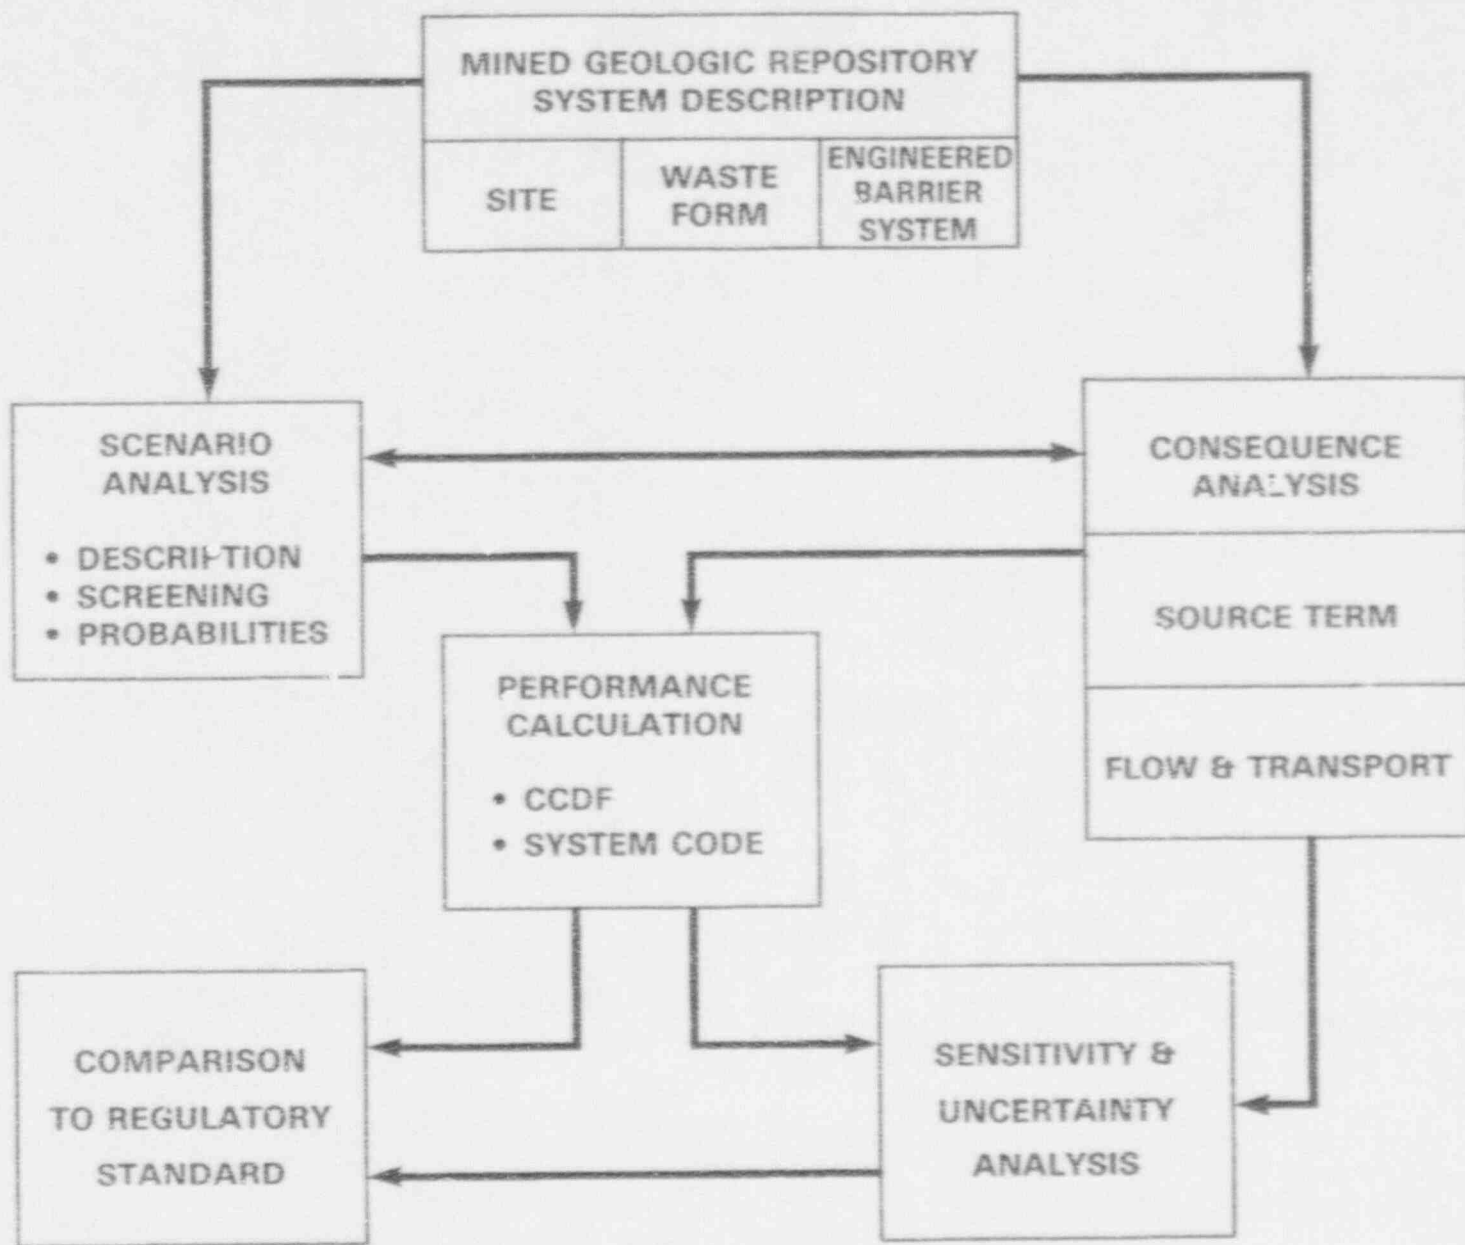 MINED GEOLOGIC REPOSITORY
SYSTEM DESCRIPTION
SITE
WASTE
FORM
ENGINEERED
BARRIER
SYSTEM
SCENARIO
ANALYSIS
• DESCRIPTION
• SCREENING
• PROBABILITIES
CONSEQUENCE
ANALYSIS
SOURCE TERM
FLOW & TRANSPORT
PERFORMANCE
CALCULATION
• CCDF
• SYSTEM CODE
COMPARISON
TO REGULATORY
STANDARD
SENSITIVITY &
UNCERTAINTY
ANALYSIS